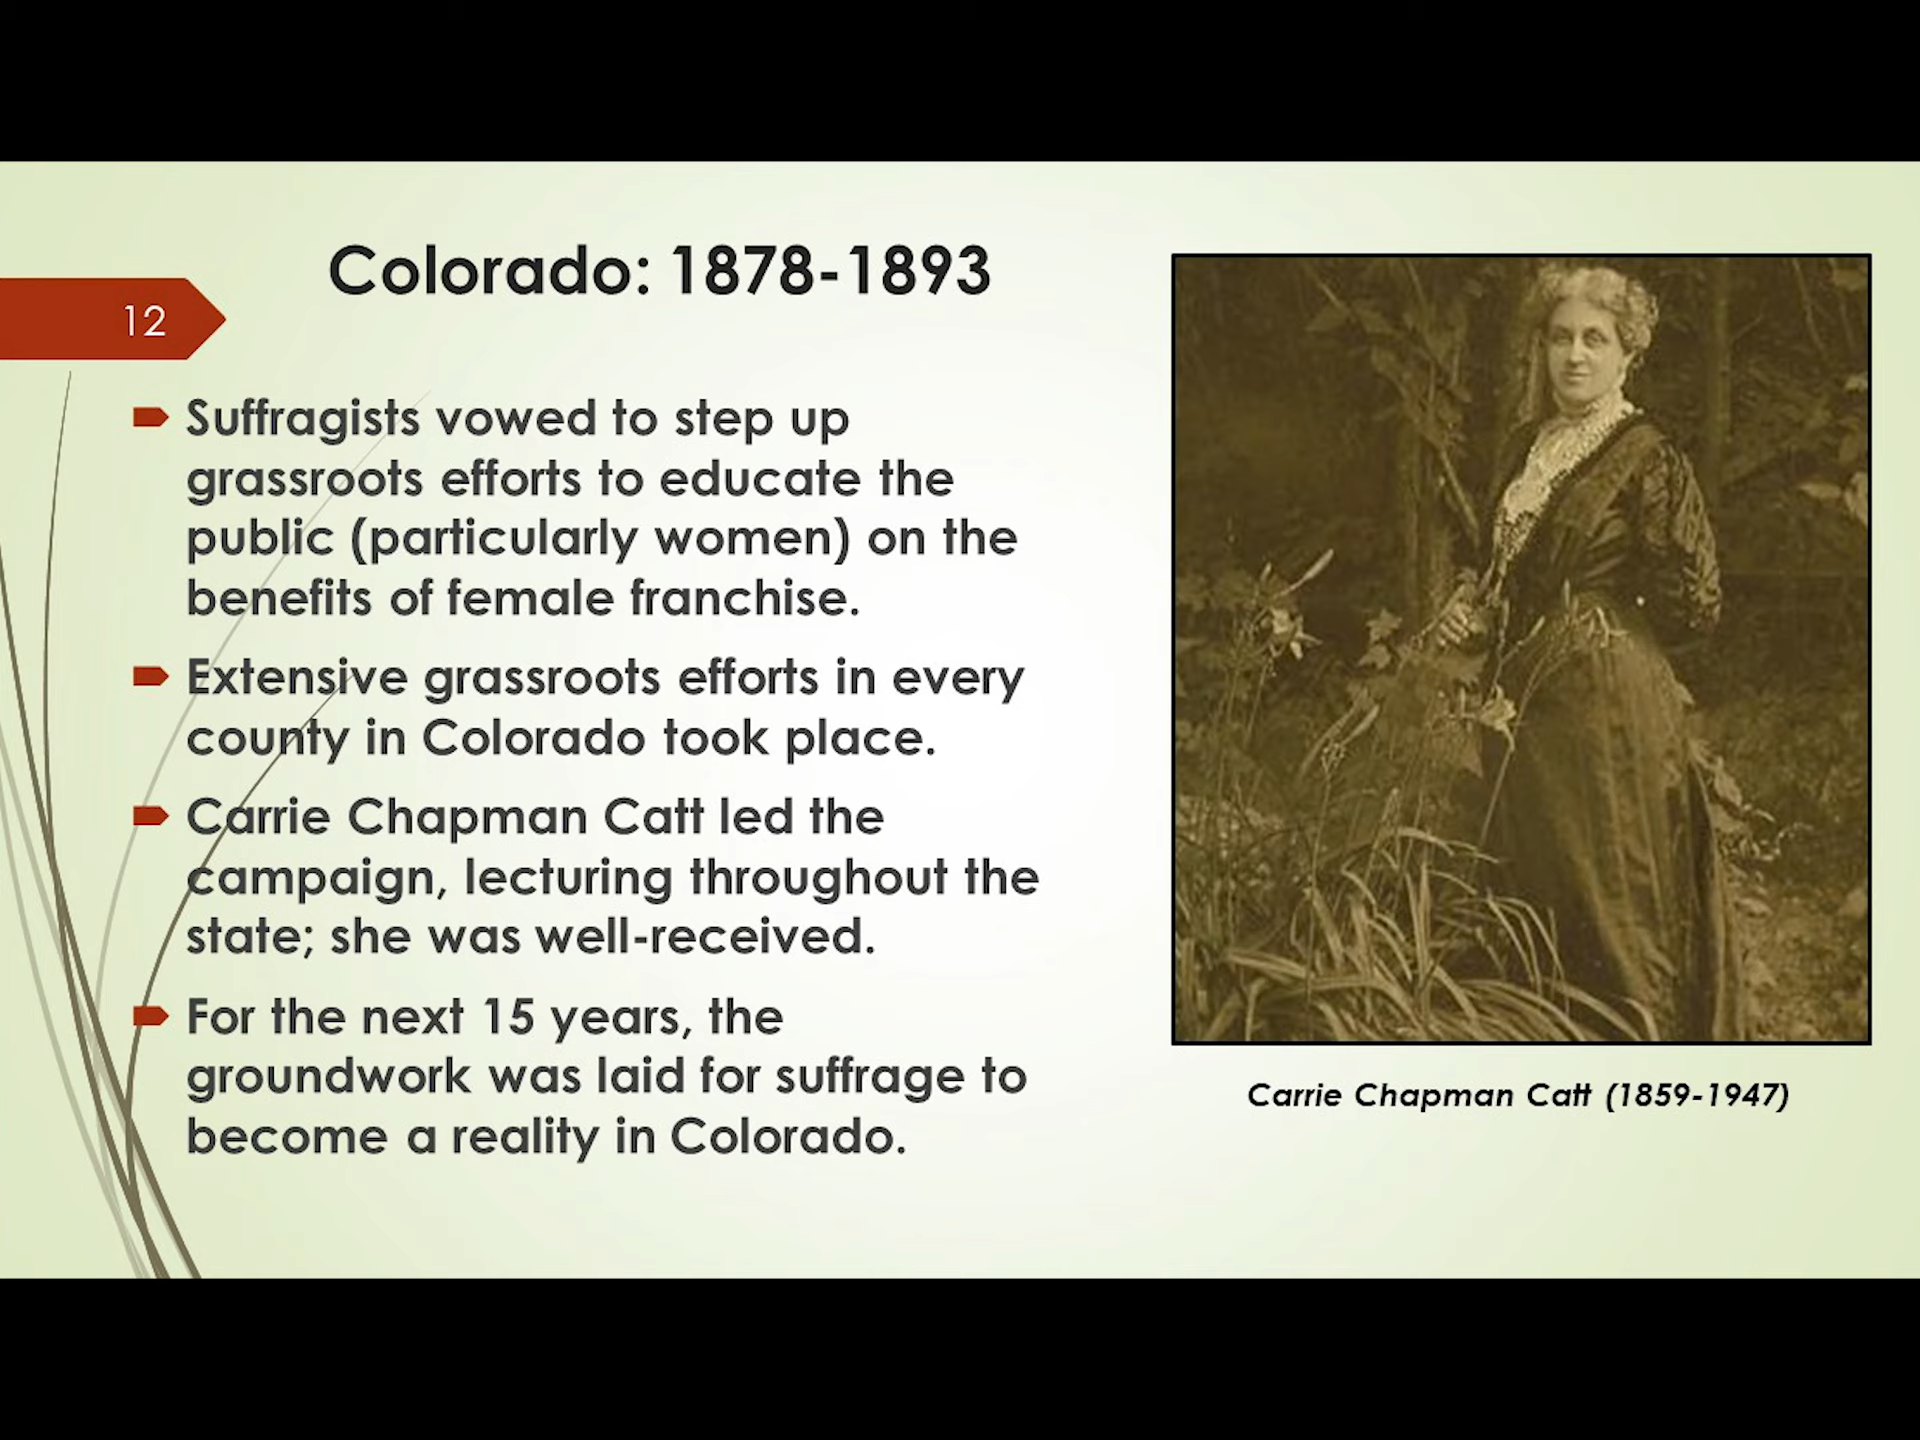 Colorado: 1878-1893
12
Suffragists vowed to step up
grassroots efforts to educate the
public (particularly women) on the
benefits of female franchise.
Extensive grassroots efforts in every
county in Colorado took place.
Carrie Chapman Catt led the
campaign, lecturing throughout the
state; she was well-received.
For the next 15 years, the
groundwork was laid for suffrage to
become a reality in Colorado.
Carrie Chapman Catt (1859-1947)